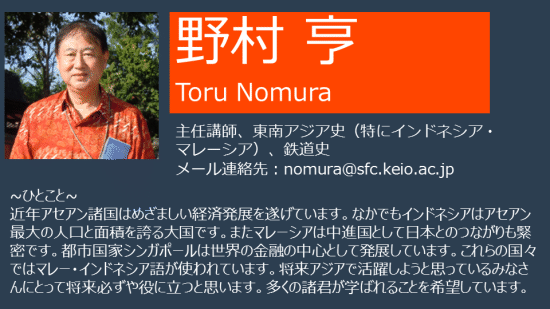 野村 亨
Toru Nomura
主任講師、東南アジア史（特にインドネシア・
マレーシア）、鉄道史
メール連絡先：nomura@sfc.keio.ac.jp
~ひとこと~
近年アセアン諸国はめざましい経済発展を遂げています。なかでもインドネシアはアセアン
最大の人口と面積を誇る大国です。またマレーシアは中進国として日本とのつながりも緊
密です。都市国家シンガポールは世界の金融の中心として発展しています。これらの国々
ではマレー・インドネシア語が使われています。将来アジアで活躍しようと思っているみなさ
んにとって将来必ずや役に立つと思います。多くの諸君が学ばれることを希望しています。